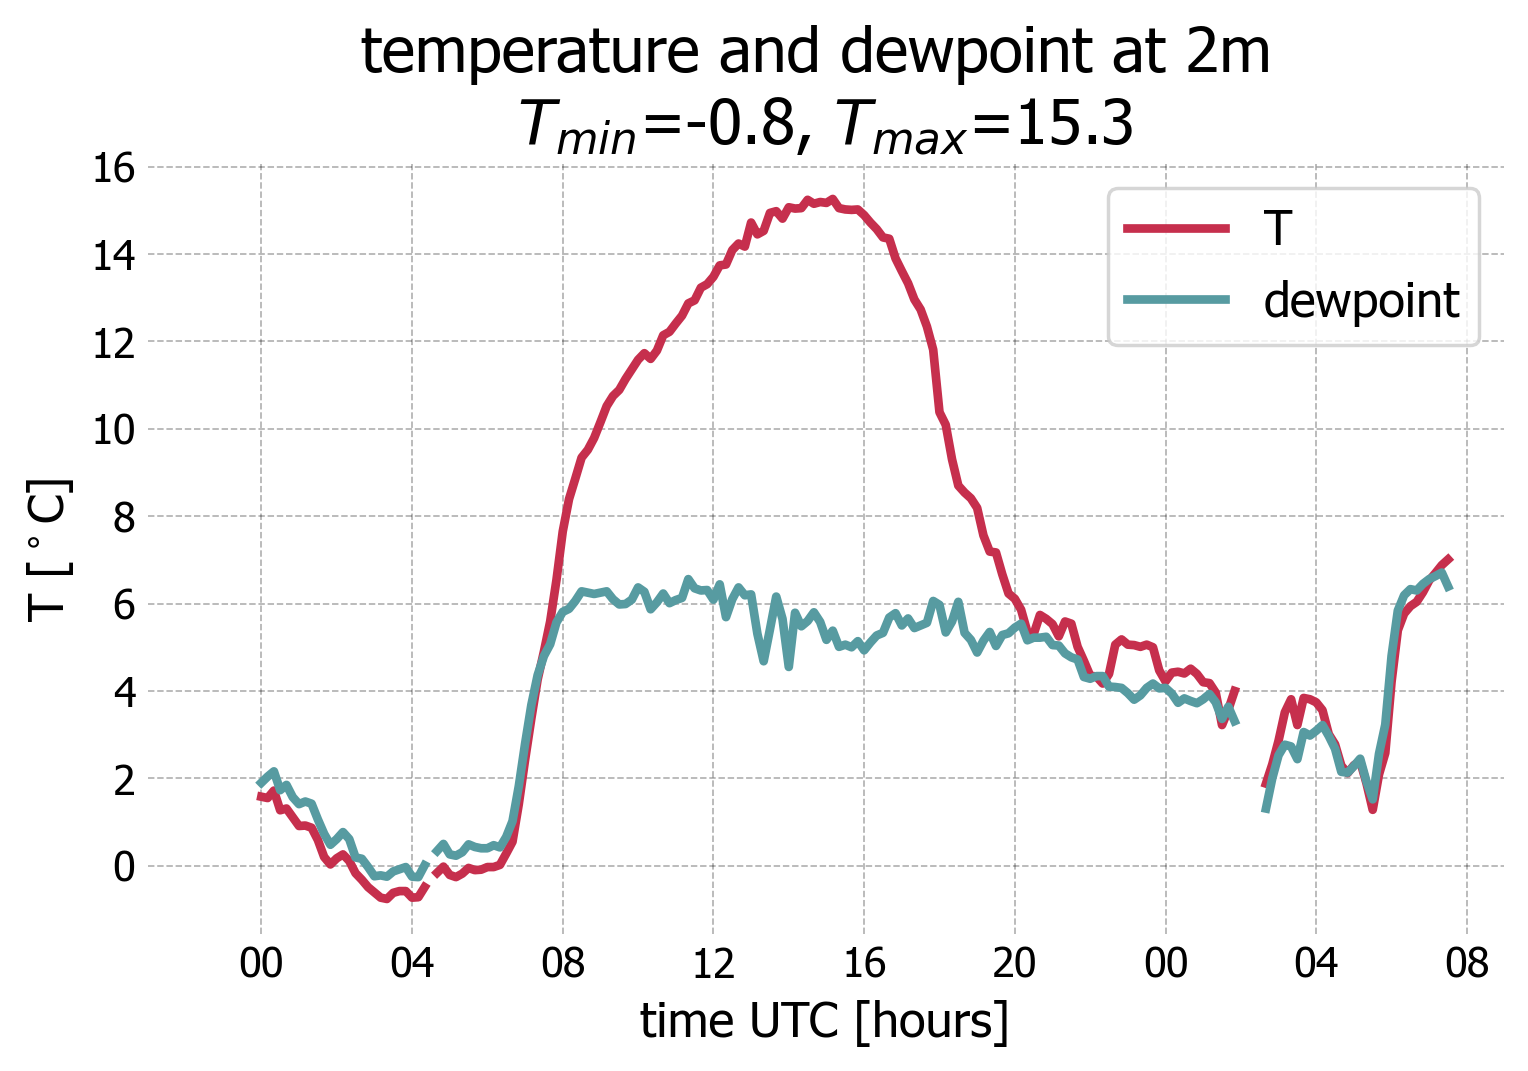 temperature and dewpoint at 2m
T_min=-0.8, T_max=15.3
16
14
12
10
8
6
4
2
0
T [°C]
T
dewpoint
00 04 08 12 16 20 00 04 08
time UTC [hours]